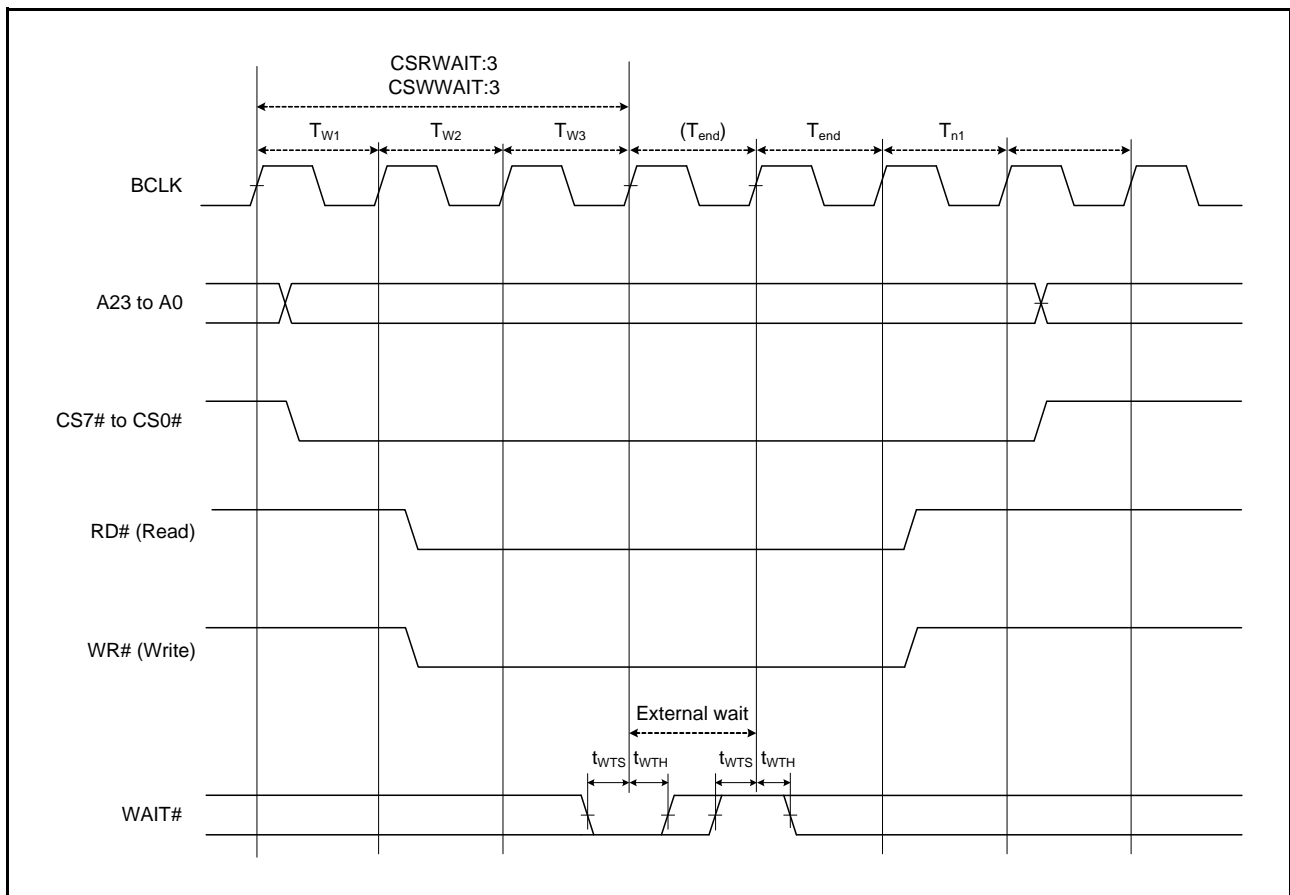 CSRWAIT:3
CSWWAIT:3
TW1 TW2 TW3 (Tend) Tend Tn1
BCLK
A23 to A0
CS7# to CS0#
RD# (Read)
WR# (Write)
External wait
tWTS tWTH tWTS tWTH
WAIT#